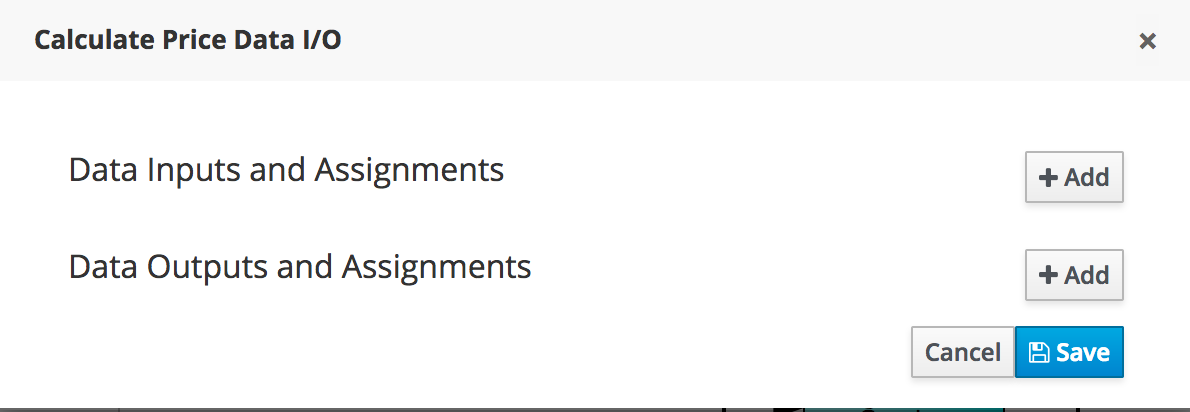 Calculate Price Data I/O
Data Inputs and Assignments
Add
Data Outputs and Assignments
Add
Cancel Save